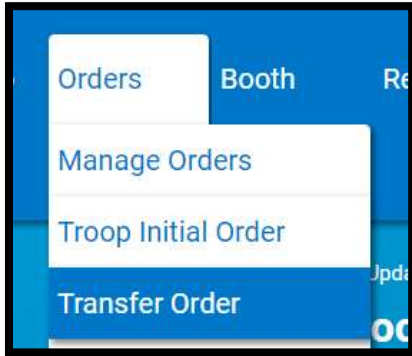 Orders Booth
Manage Orders
Troop Initial Order
Transfer Order